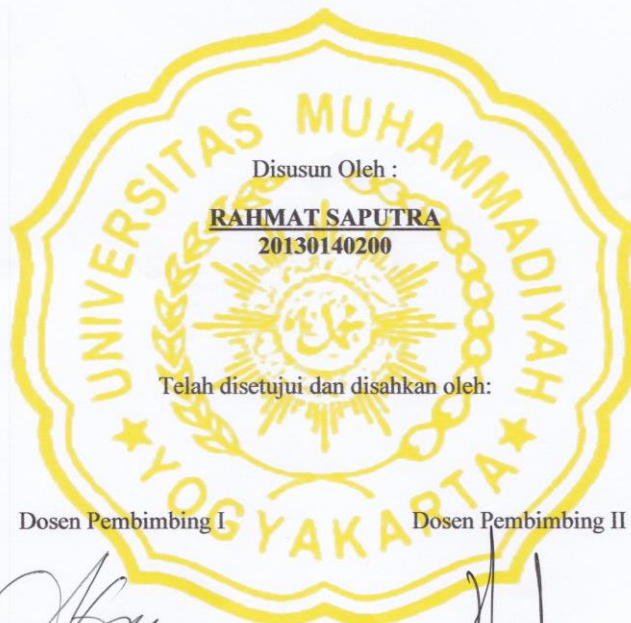 UNIVERSITAS MUHAMMADIYAH
YOGYAKARTA
Disusun Oleh :
RAHMAT SAPUTRA
20130140200
Telah disetujui dan disahkan oleh:
Dosen Pembimbing I
Dosen Pembimbing II